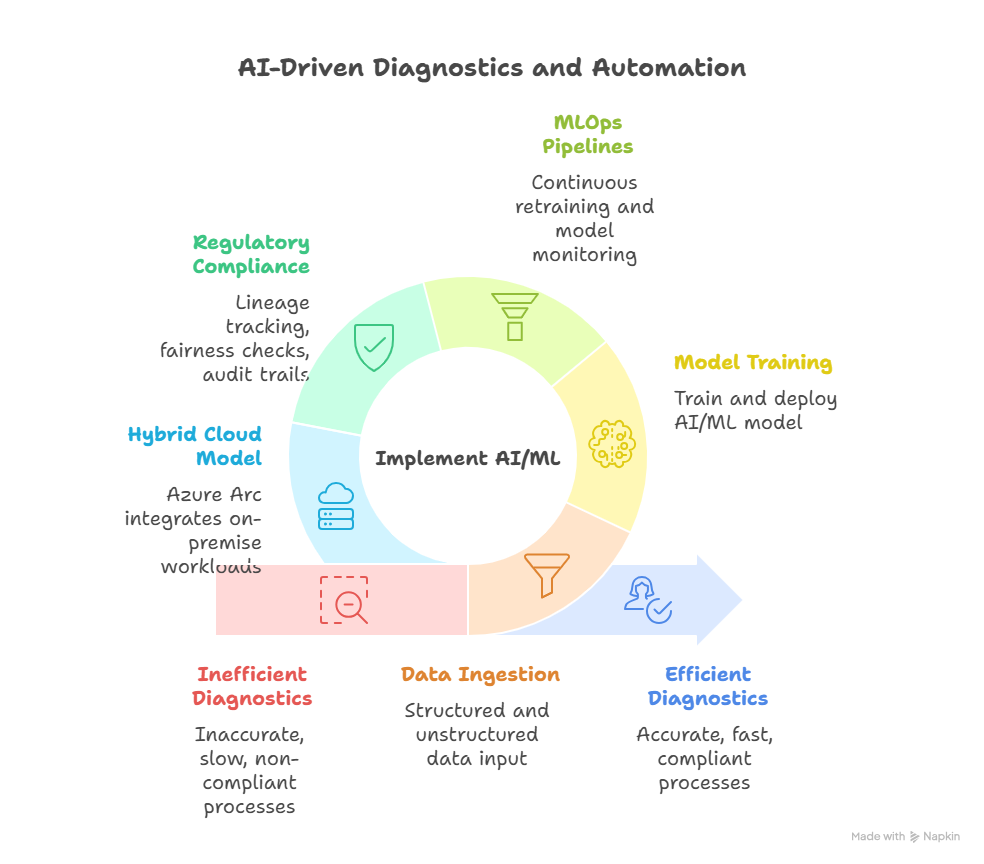 AI-Driven Diagnostics and Automation
MLOps
Pipelines
Continuous
retraining and
model
monitoring
Regulatory
Compliance
Lineage
tracking,
fairness checks,
audit trails
Model Training
Train and deploy
AI/ML model
Hybrid Cloud
Model
Azure Arc
integrates on-
premise
workloads
Implement AI/ML
Inefficient
Diagnostics
Inaccurate,
slow, non-
compliant
processes
Data Ingestion
Structured and
unstructured
data input
Efficient
Diagnostics
Accurate, fast,
compliant
processes
Made with Napkin